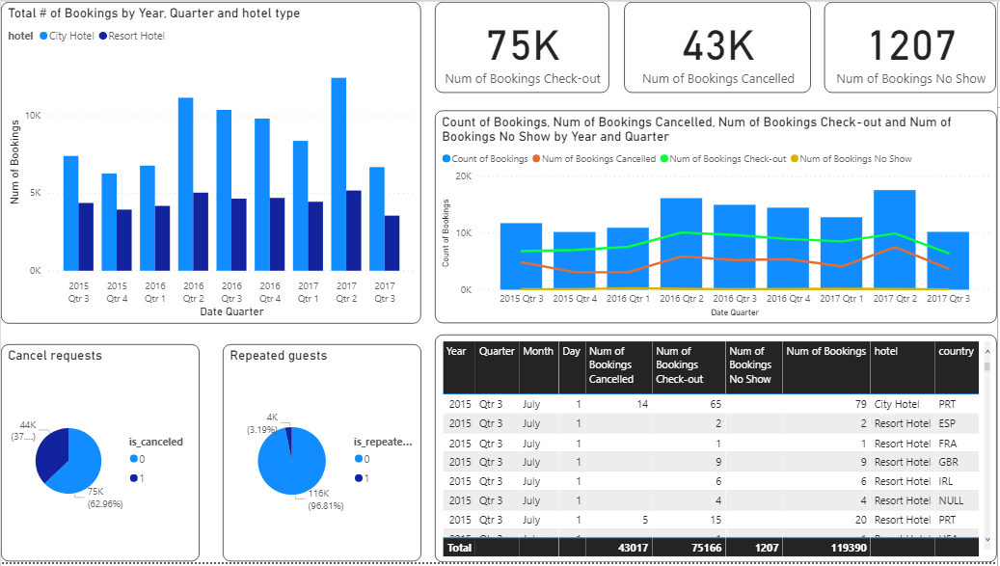 Total # of Bookings by Year, Quarter and hotel type
hotel City Hotel Resort Hotel
Num of Bookings
10K
5K
0K
2015 Qtr 3
2015 Qtr 4
2016 Qtr 1
2016 Qtr 2
2016 Qtr 3
2016 Qtr 4
2017 Qtr 1
2017 Qtr 2
2017 Qtr 3
Date Quarter
75K
Num of Bookings Check-out
43K
Num of Bookings Cancelled
1207
Num of Bookings No Show
Count of Bookings, Num of Bookings Cancelled, Num of Bookings Check-out and Num of
Bookings No Show by Year and Quarter
Count of Bookings Num of Bookings Cancelled Num of Bookings Check-out Num of Bookings No Show
Count of Bookings
20K
10K
0K
2015 Qtr 3 2015 Qtr 4 2016 Qtr 1 2016 Qtr 2 2016 Qtr 3 2016 Qtr 4 2017 Qtr 1 2017 Qtr 2 2017 Qtr 3
Date Quarter
Cancel requests
44K
(37....)
75K
(62.96%)
is_canceled
0
1
Repeated guests
4K
(3.19%)
116K
(96.81%)
is_repeate...
0
1
Year Quarter Month Day Num of Bookings Cancelled Num of Bookings Check-out Num of Bookings No Show Num of Bookings hotel country
2015 Qtr 3 July 1 14 65 79 City Hotel PRT
2015 Qtr 3 July 1 2 2 Resort Hotel ESP
2015 Qtr 3 July 1 1 1 Resort Hotel FRA
2015 Qtr 3 July 1 9 9 Resort Hotel GBR
2015 Qtr 3 July 1 6 6 Resort Hotel IRL
2015 Qtr 3 July 1 4 4 Resort Hotel NULL
2015 Qtr 3 July 1 5 15 20 Resort Hotel PRT
Total 43017 75166 1207 119390